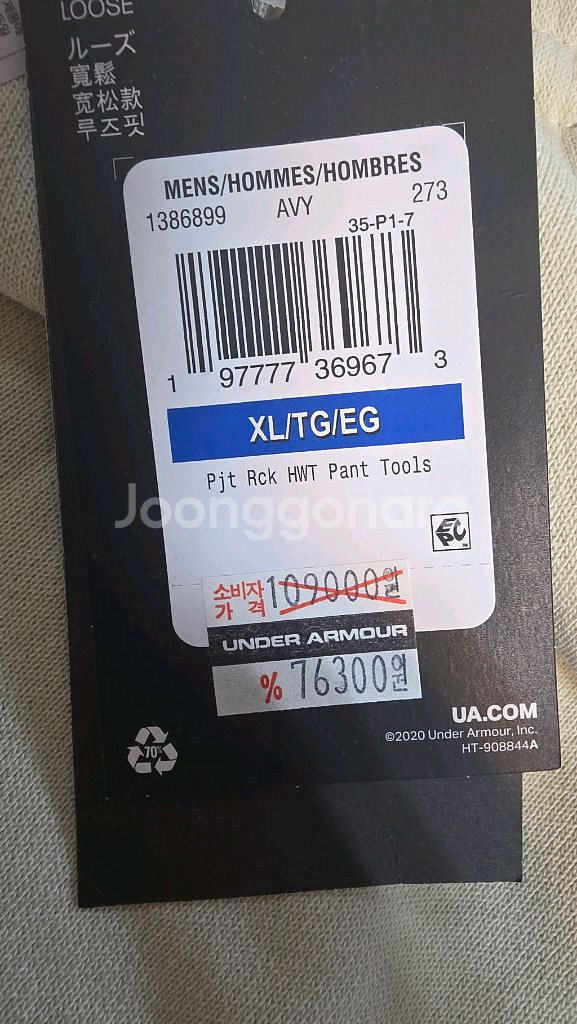 LOOSE
ルーズ
寬鬆
宽松款
루즈핏
MENS/HOMMES/HOMBRES
1386899 AVY 273
35-P1-7
1 97777 36967 3
XL/TG/EG
Pjt Rck HWT Pant Tools
Joonggonara
EPC
소비자
가 격 109000원
UNDER ARMOUR
% 76300원
70%
UA.COM
©2020 Under Armour, Inc.
HT-908844A